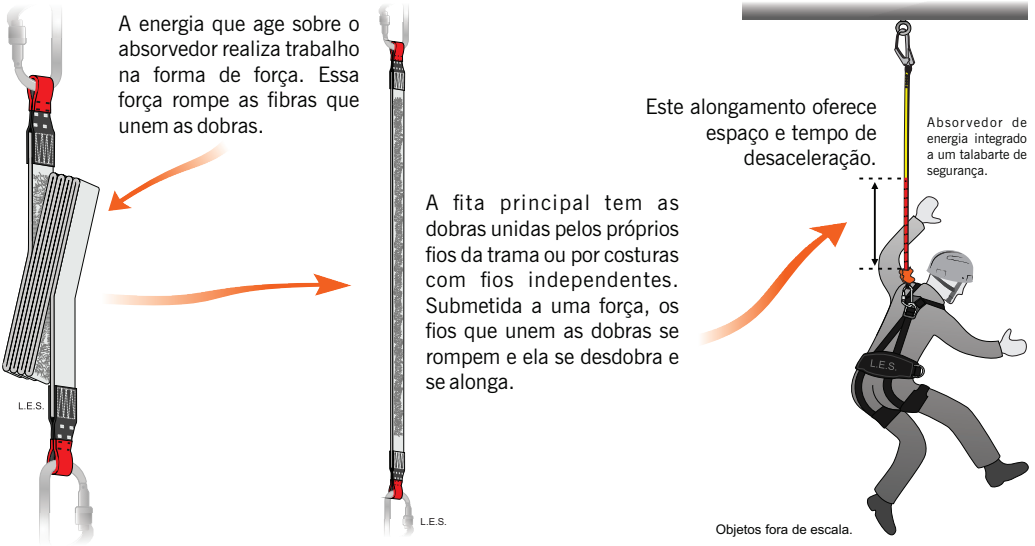 A energia que age sobre o
absorvedor realiza trabalho
na forma de força. Essa
força rompe as fibras que
unem as dobras.
L.E.S.
A fita principal tem as
dobras unidas pelos próprios
fios da trama ou por costuras
com fios independentes.
Submetida a uma força, os
fios que unem as dobras se
rompem e ela se desdobra e
se alonga.
L.E.S.
Este alongamento oferece
espaço e tempo de
desaceleração.
Absorvedor de
energia integrado
a um talabarte de
segurança.
L.E.S.
Objetos fora de escala.